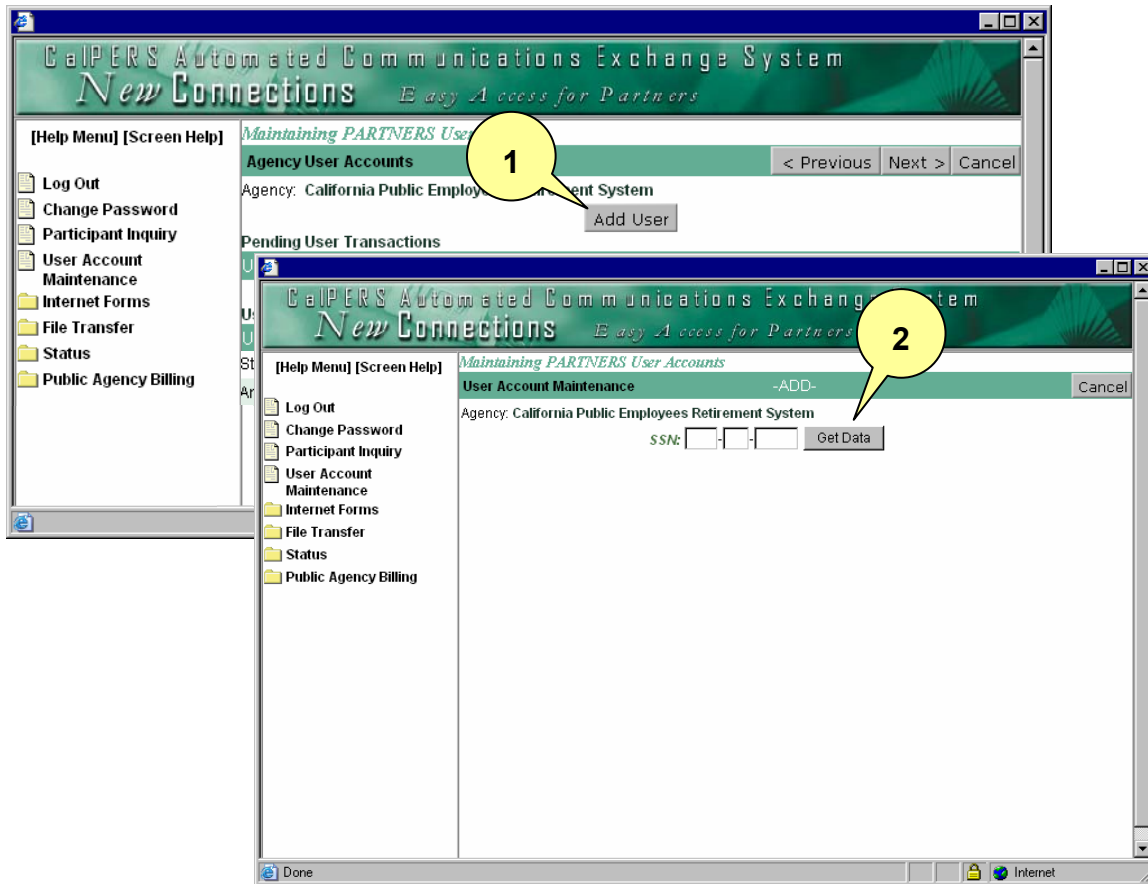 CalPERS Automated Communications Exchange System
New Connections Easy Access for Partners
[Help Menu] [Screen Help]
Log Out
Change Password
Participant Inquiry
User Account
Maintenance
Internet Forms
File Transfer
Status
Public Agency Billing
Maintaining PARTNERS
Agency User Accounts
< Previous Next > Cancel
Agency: California Public System
1
Add User
Pending User Transactions
CalPERS Automated Communications
New Connections Easy Access for Partners
2
[Help Menu] [Screen Help]
Log Out
Change Password
Participant Inquiry
User Account
Maintenance
Internet Forms
File Transfer
Status
Public Agency Billing
Maintaining PARTNERS User Accounts
User Account Maintenance -ADD- Cancel
Agency: California Public Employees Retirement System
SSN: - - Get Data
Done Internet